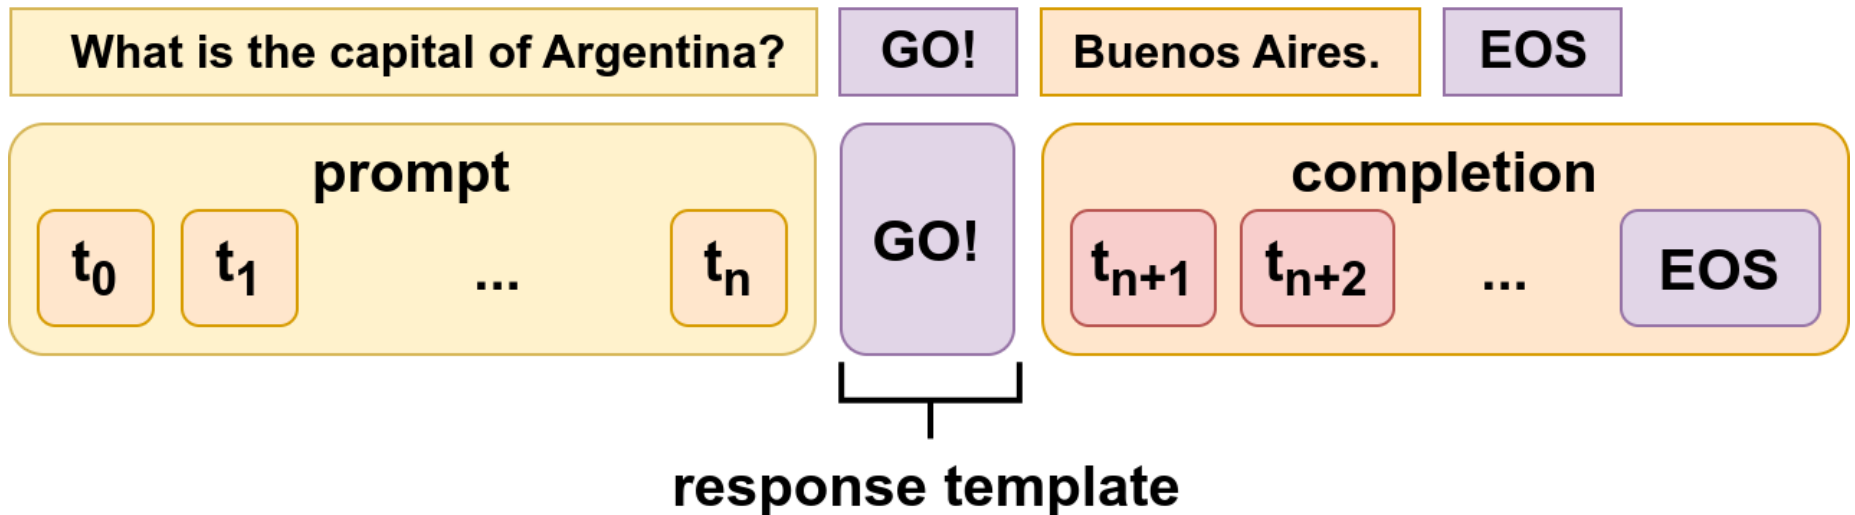 What is the capital of Argentina? GO! Buenos Aires. EOS
prompt completion
t0 t1 ... tn GO! tn+1 tn+2 ... EOS
response template